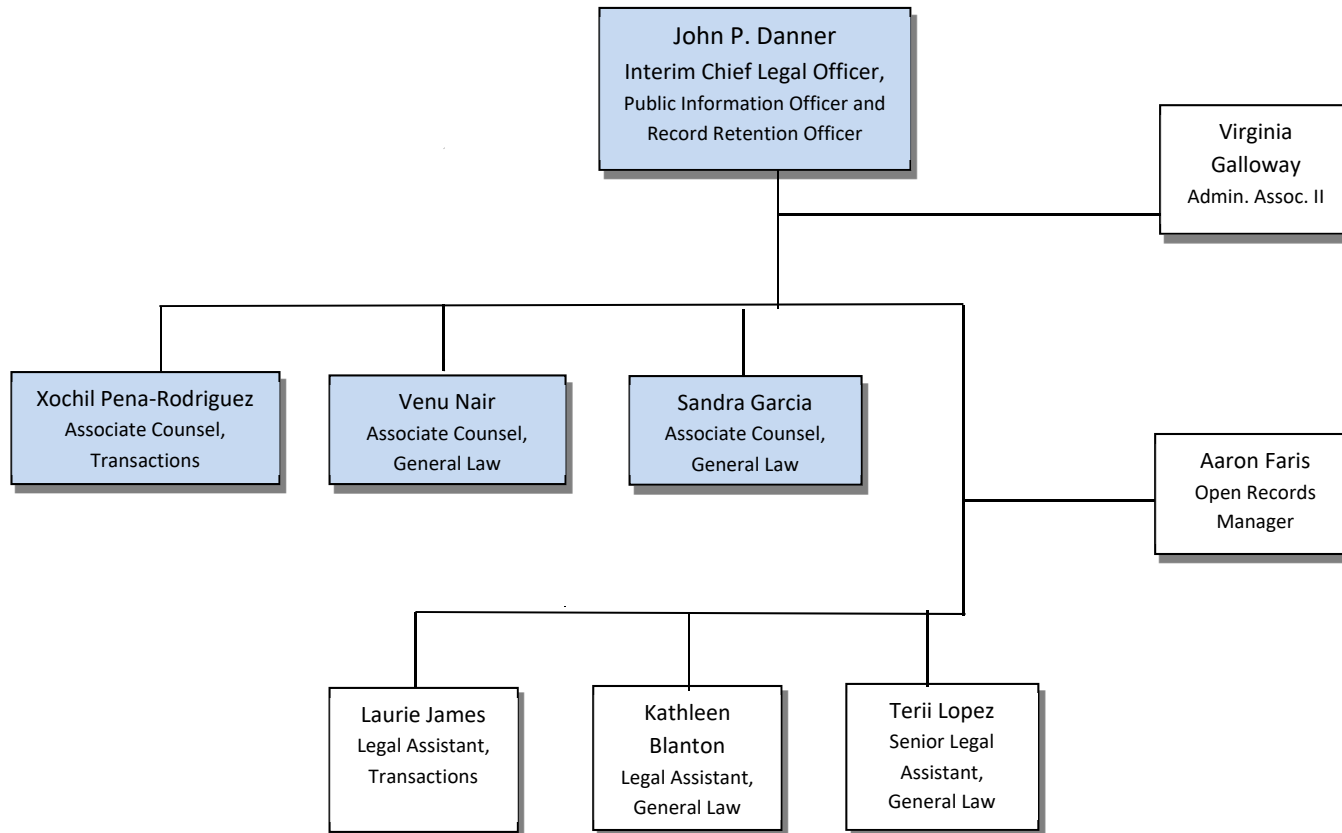 John P. Danner
Interim Chief Legal Officer,
Public Information Officer and
Record Retention Officer
Virginia
Galloway
Admin. Assoc. II
Xochil Pena-Rodriguez
Associate Counsel,
Transactions
Venu Nair
Associate Counsel,
General Law
Sandra Garcia
Associate Counsel,
General Law
Aaron Faris
Open Records
Manager
Laurie James
Legal Assistant,
Transactions
Kathleen
Blanton
Legal Assistant,
General Law
Terii Lopez
Senior Legal
Assistant,
General Law